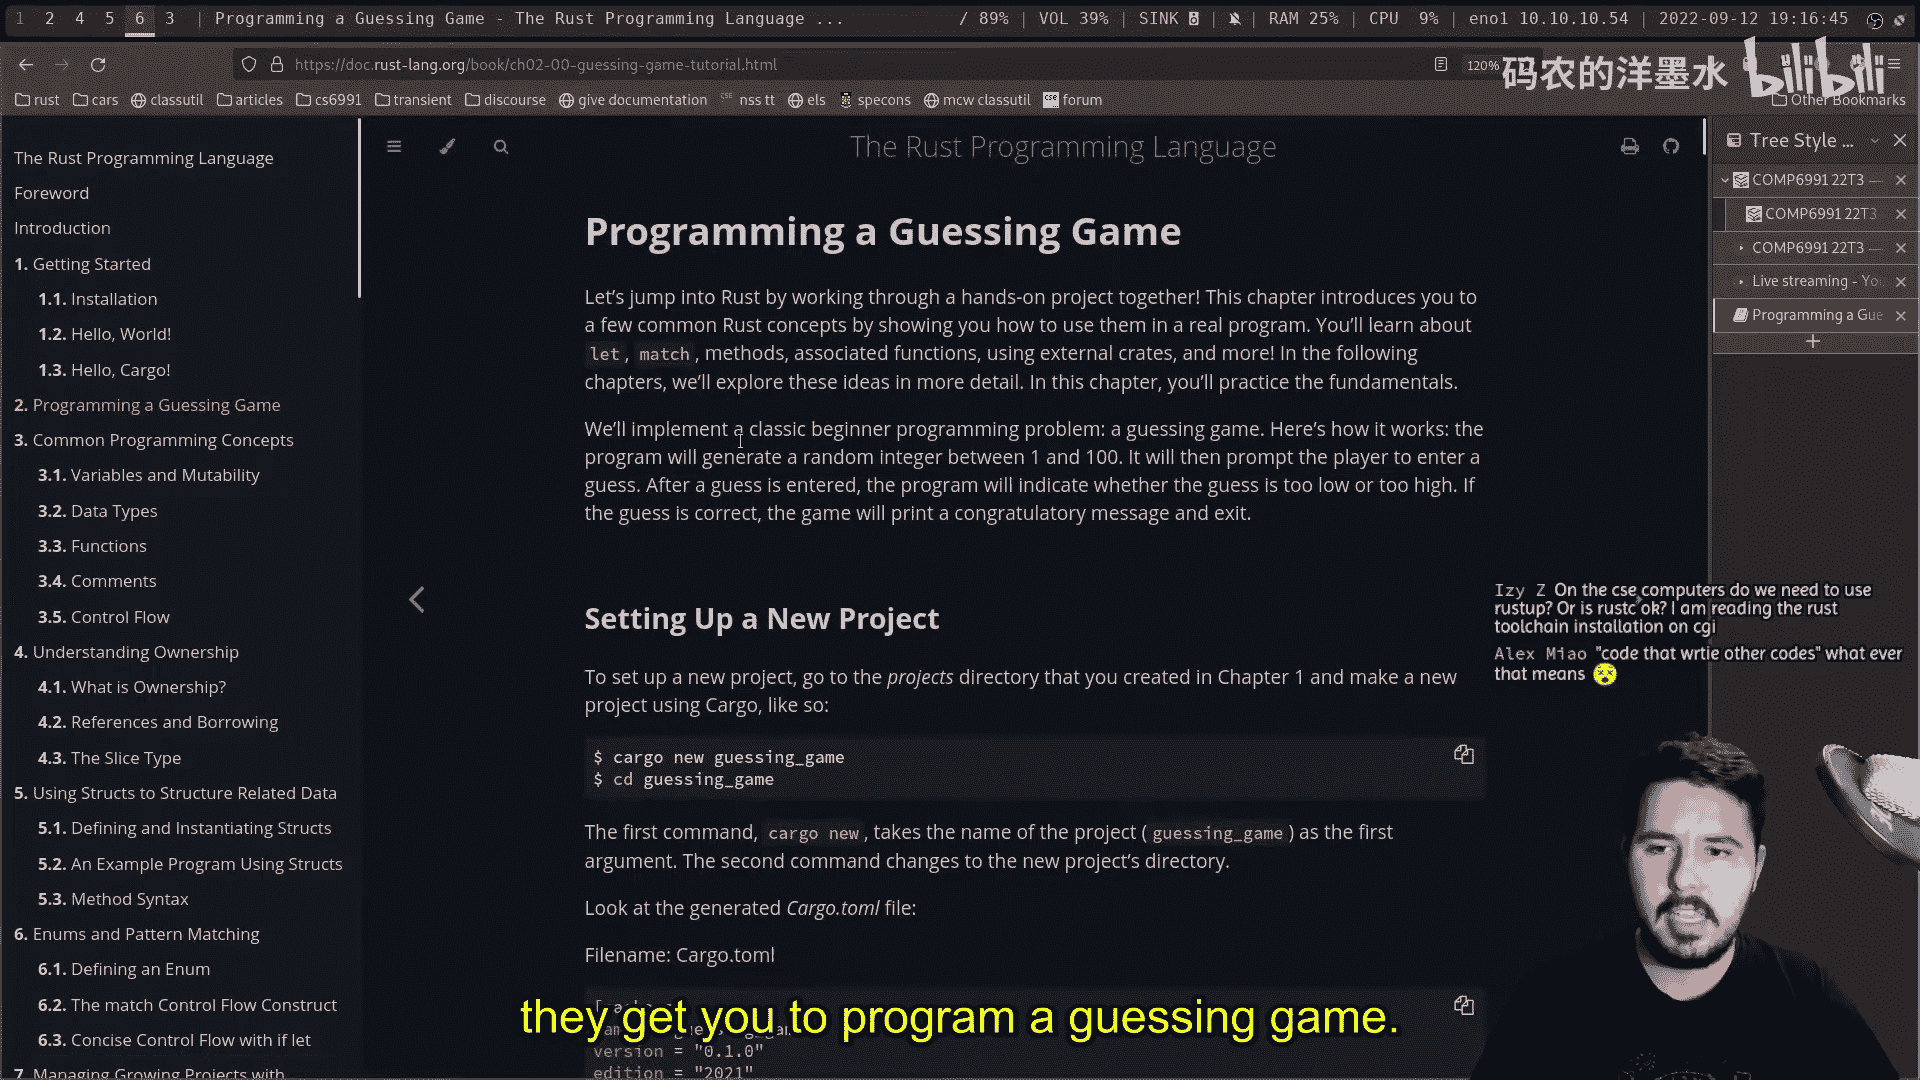 1 2 4 5 6 3 | Programming a Guessing Game - The Rust Programming Language ...
/ 89% | VOL 39% | SINK | | RAM 25% | CPU 9% | eno1 10.10.10.54 | 2022-09-12 19:16:45
https://doc.rust-lang.org/book/ch02-00-guessing-game-tutorial.html
120%
码农的洋墨水 bilibili
rust cars classutil articles cs6991 transient discourse give documentation nss tt els specons mcw classutil forum
Other Bookmarks
The Rust Programming Language
Foreword
Introduction
1. Getting Started
1.1. Installation
1.2. Hello, World!
1.3. Hello, Cargo!
2. Programming a Guessing Game
3. Common Programming Concepts
3.1. Variables and Mutability
3.2. Data Types
3.3. Functions
3.4. Comments
3.5. Control Flow
4. Understanding Ownership
4.1. What is Ownership?
4.2. References and Borrowing
4.3. The Slice Type
5. Using Structs to Structure Related Data
5.1. Defining and Instantiating Structs
5.2. An Example Program Using Structs
5.3. Method Syntax
6. Enums and Pattern Matching
6.1. Defining an Enum
6.2. The match Control Flow Construct
6.3. Concise Control Flow with if let
7. Managing Growing Projects with
The Rust Programming Language
Programming a Guessing Game
Let's jump into Rust by working through a hands-on project together! This chapter introduces you to
a few common Rust concepts by showing you how to use them in a real program. You'll learn about
let, match, methods, associated functions, using external crates, and more! In the following
chapters, we'll explore these ideas in more detail. In this chapter, you'll practice the fundamentals.
We'll implement a classic beginner programming problem: a guessing game. Here's how it works: the
program will generate a random integer between 1 and 100. It will then prompt the player to enter a
guess. After a guess is entered, the program will indicate whether the guess is too low or too high. If
the guess is correct, the game will print a congratulatory message and exit.
Setting Up a New Project
To set up a new project, go to the projects directory that you created in Chapter 1 and make a new
project using Cargo, like so:
$ cargo new guessing_game
$ cd guessing_game
The first command, cargo new, takes the name of the project (guessing_game) as the first
argument. The second command changes to the new project's directory.
Look at the generated Cargo.toml file:
Filename: Cargo.toml
version = "0.1.0"
edition = "2021"
Tree Style ...
COMP6991 22T3 —
COMP6991 22T3
COMP6991 22T3 —
Live streaming - Yo
Programming a Gue
Izy Z On the cse computers do we need to use
rustup? Or is rustc ok? I am reading the rust
toolchain installation on cgi
Alex Miao "code that wrtie other codes" what ever
that means 😵
they get you to program a guessing game.